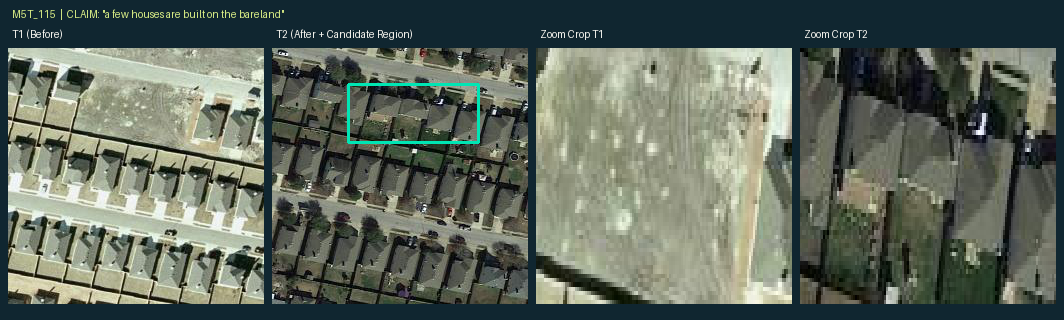 M5T_115 | CLAIM: "a few houses are built on the bareland"
T1 (Before)
T2 (After + Candidate Region)
Zoom Crop T1
Zoom Crop T2